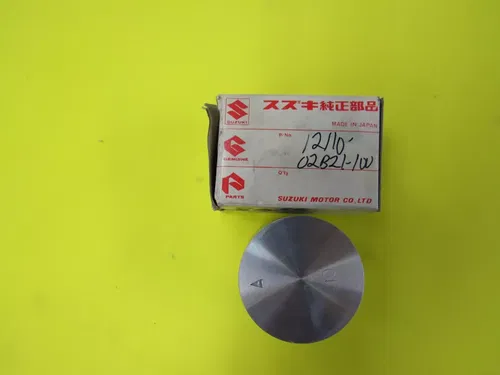 SUZUKI
スズキ純正部品
MADE IN JAPAN
GENUINE
P/No.
12110-
02B21-100
Q'ty
PARTS
SUZUKI MOTOR CO.,LTD
A